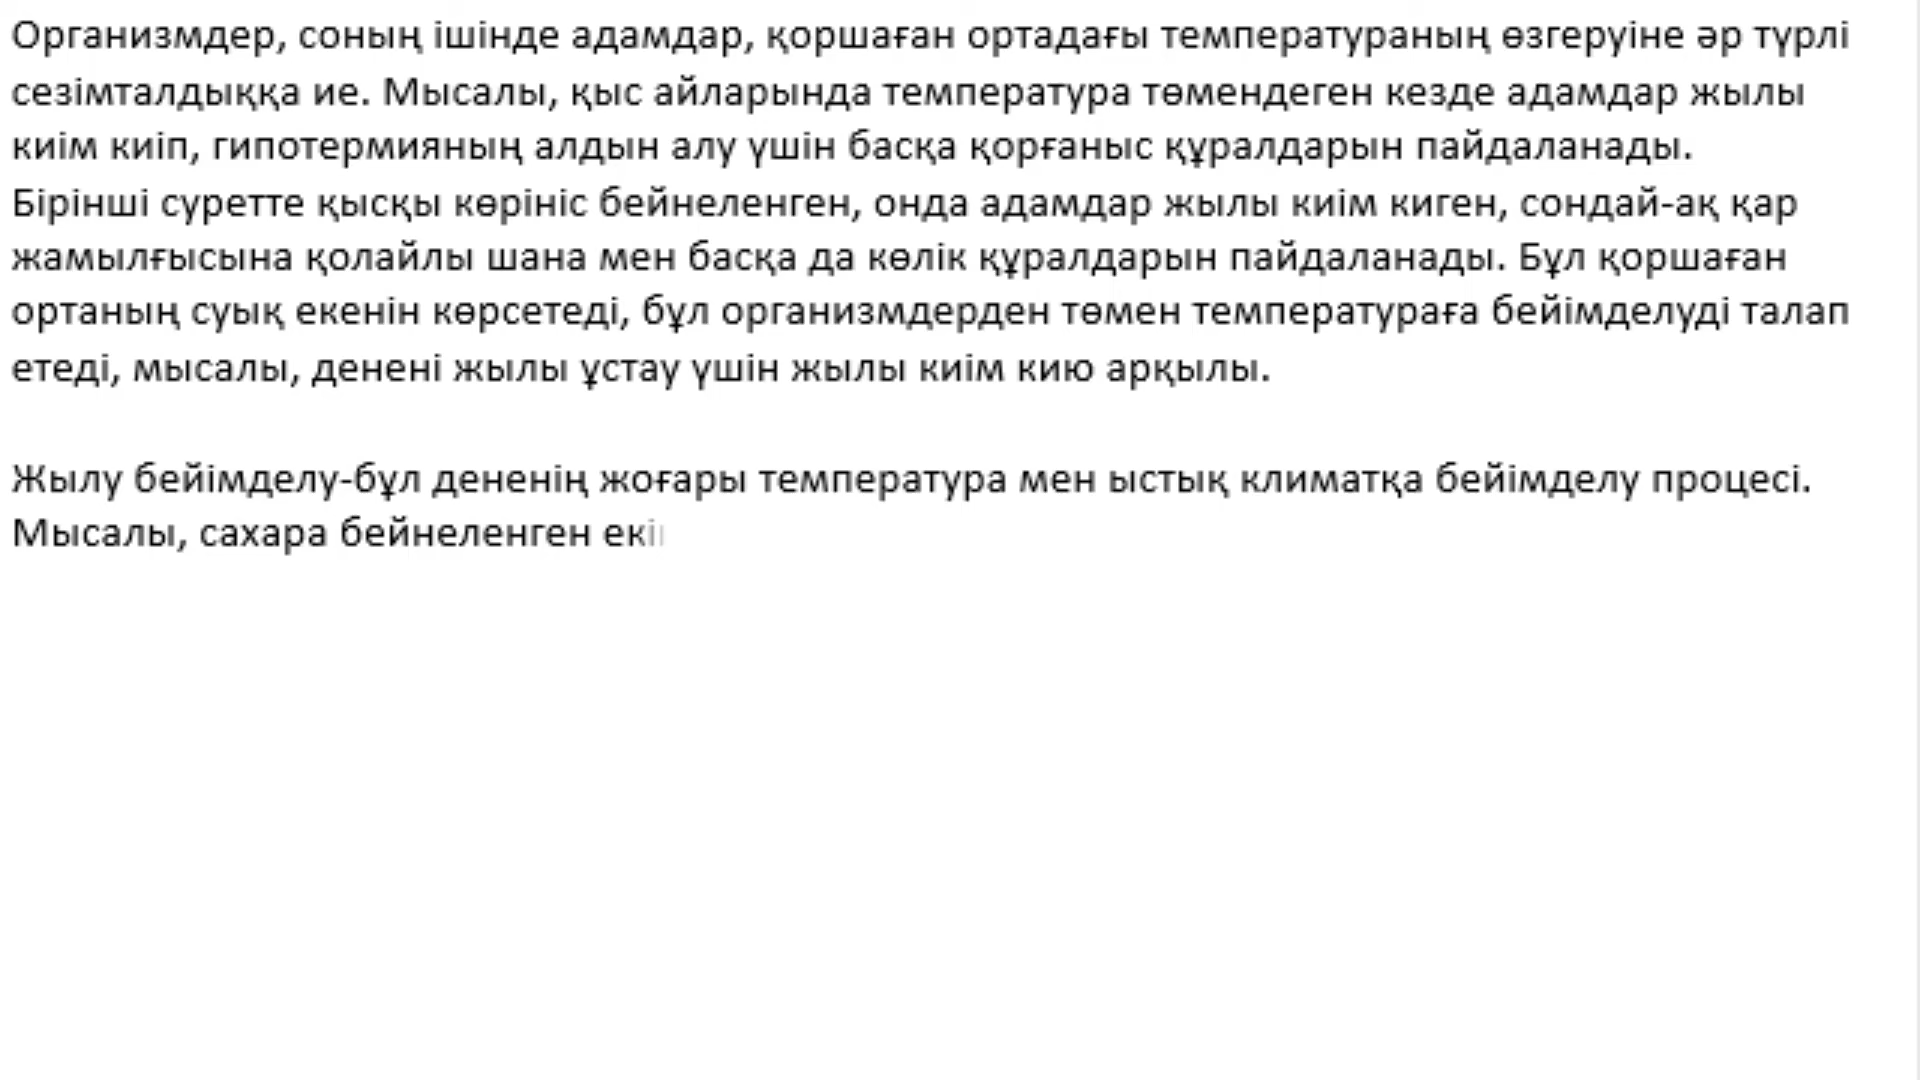 Организмдер, соның ішінде адамдар, қоршаған ортадағы температураның өзгеруіне әр түрлі
сезімталдыққа ие. Мысалы, қыс айларында температура төмендеген кезде адамдар жылы
киім киіп, гипотермияның алдын алу үшін басқа қорғаныс құралдарын пайдаланады.
Бірінші суретте қысқы көрініс бейнеленген, онда адамдар жылы киім киген, сондай-ақ қар
жамылғысына қолайлы шана мен басқа да көлік құралдарын пайдаланады. Бұл қоршаған
ортаның суық екенін көрсетеді, бұл организмдерден төмен температураға бейімделуді талап
етеді, мысалы, денені жылы ұстау үшін жылы киім кию арқылы.
Жылу бейімделу-бұл дененің жоғары температура мен ыстық климатқа бейімделу процесі.
Мысалы, сахара бейнеленген